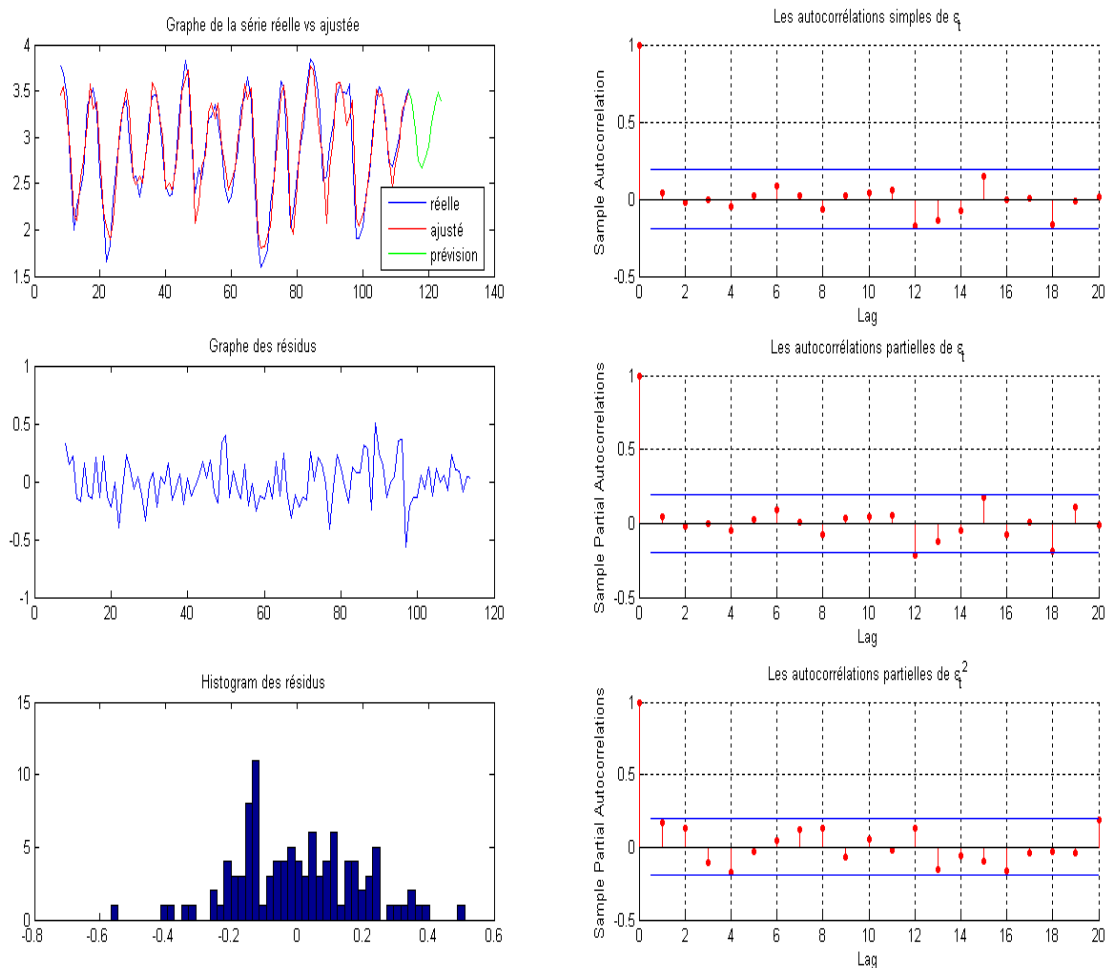 Graphe de la série réelle vs ajustée
4
3.5
3
2.5
2
1.5
0 20 40 60 80 100 120 140
réelle
ajusté
prévision
Les autocorrélations simples de εt
Sample Autocorrelation
1
0.5
0
-0.5
0 2 4 6 8 10 12 14 16 18 20
Lag
Graphe des résidus
1
0.5
0
-0.5
-1
0 20 40 60 80 100 120
Les autocorrélations partielles de εt
Sample Partial Autocorrelations
1
0.5
0
-0.5
0 2 4 6 8 10 12 14 16 18 20
Lag
Histogram des résidus
15
10
5
0
-0.8 -0.6 -0.4 -0.2 0 0.2 0.4 0.6
Les autocorrélations partielles de εt²
Sample Partial Autocorrelations
1
0.5
0
-0.5
0 2 4 6 8 10 12 14 16 18 20
Lag